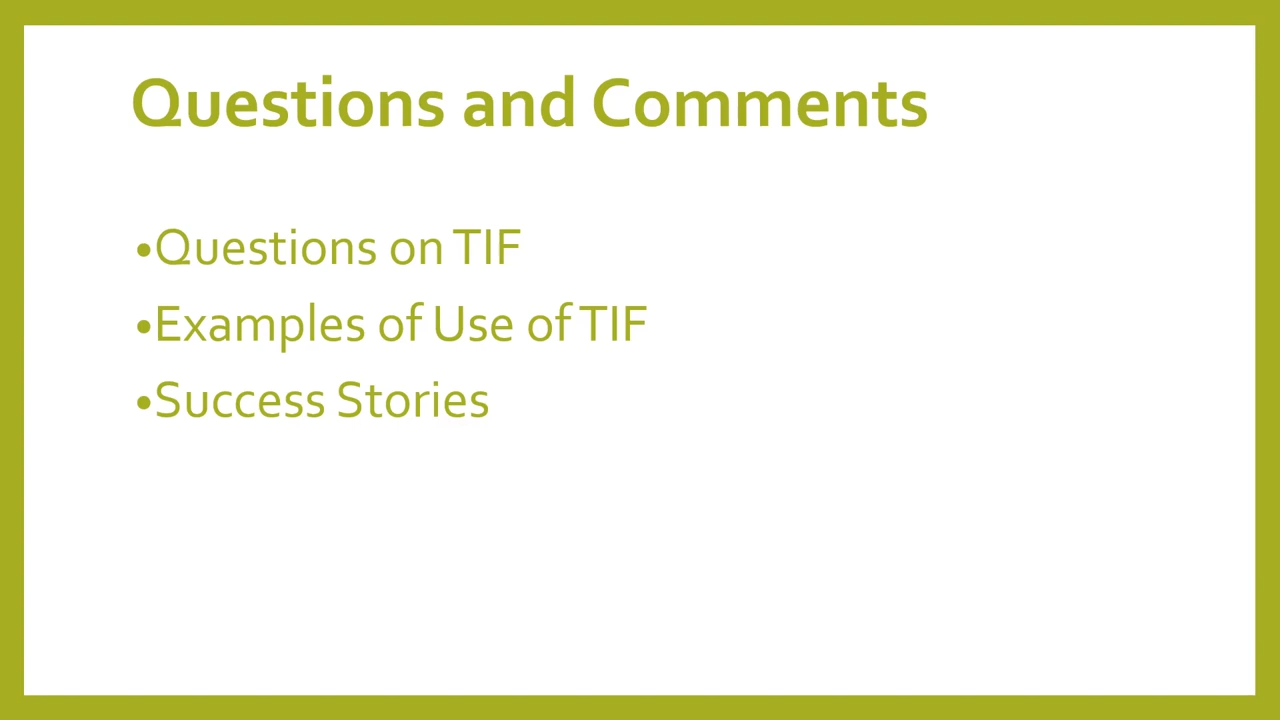 Questions and Comments
•Questions on TIF
•Examples of Use of TIF
•Success Stories